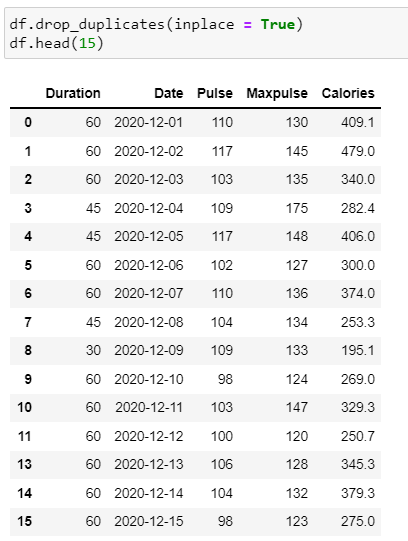 df.drop_duplicates(inplace = True)
df.head(15)
Duration Date Pulse Maxpulse Calories
0 60 2020-12-01 110 130 409.1
1 60 2020-12-02 117 145 479.0
2 60 2020-12-03 103 135 340.0
3 45 2020-12-04 109 175 282.4
4 45 2020-12-05 117 148 406.0
5 60 2020-12-06 102 127 300.0
6 60 2020-12-07 110 136 374.0
7 45 2020-12-08 104 134 253.3
8 30 2020-12-09 109 133 195.1
9 60 2020-12-10 98 124 269.0
10 60 2020-12-11 103 147 329.3
11 60 2020-12-12 100 120 250.7
13 60 2020-12-13 106 128 345.3
14 60 2020-12-14 104 132 379.3
15 60 2020-12-15 98 123 275.0